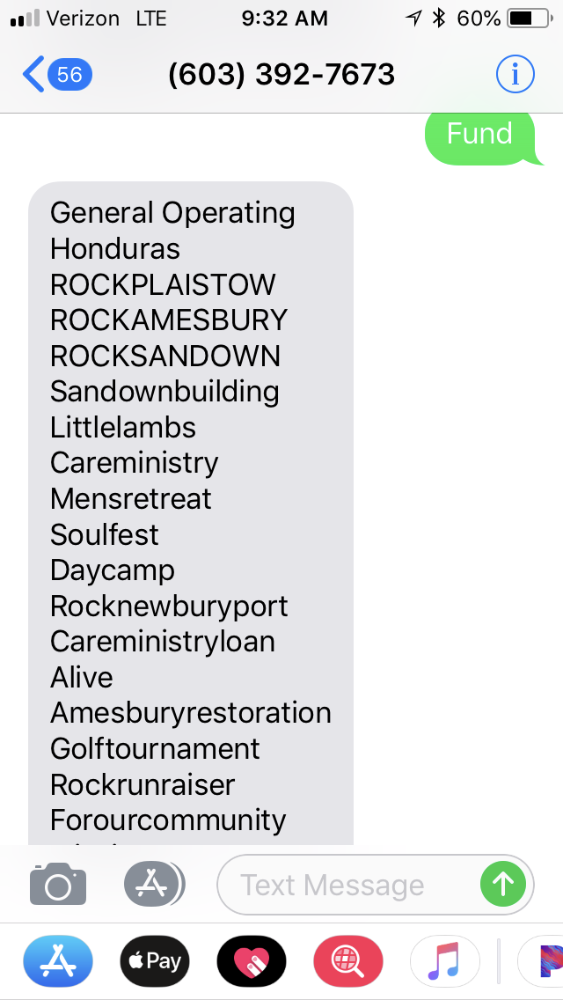 Verizon LTE 9:32 AM 60%
56 (603) 392-7673
Fund
General Operating
Honduras
ROCKPLAISTOW
ROCKAMESBURY
ROCKSANDOWN
Sandownbuilding
Littlelambs
Careministry
Mensretreat
Soulfest
Daycamp
Rocknewburyport
Careministryloan
Alive
Amesburyrestoration
Golftournament
Rockrunraiser
Forourcommunity
Text Message
Pay